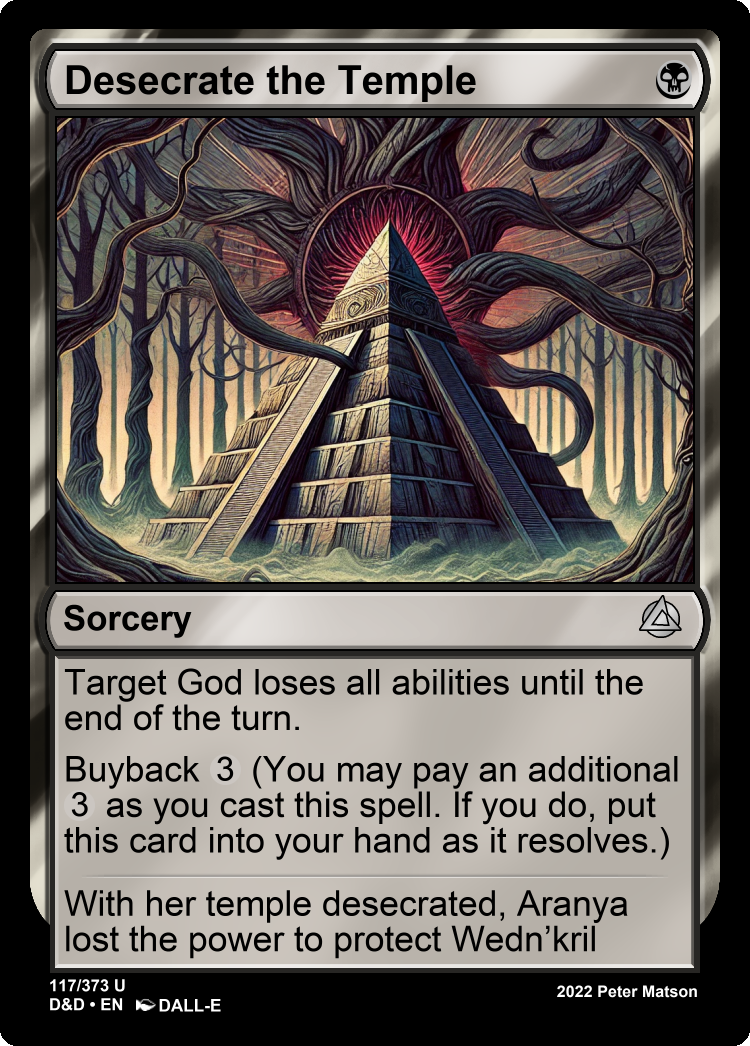 Desecrate the Temple
Sorcery
Target God loses all abilities until the
end of the turn.
Buyback 3 (You may pay an additional
3 as you cast this spell. If you do, put
this card into your hand as it resolves.)
With her temple desecrated, Aranya
lost the power to protect Wedn'kril
117/373 U
D&D • EN DALL-E
2022 Peter Matson